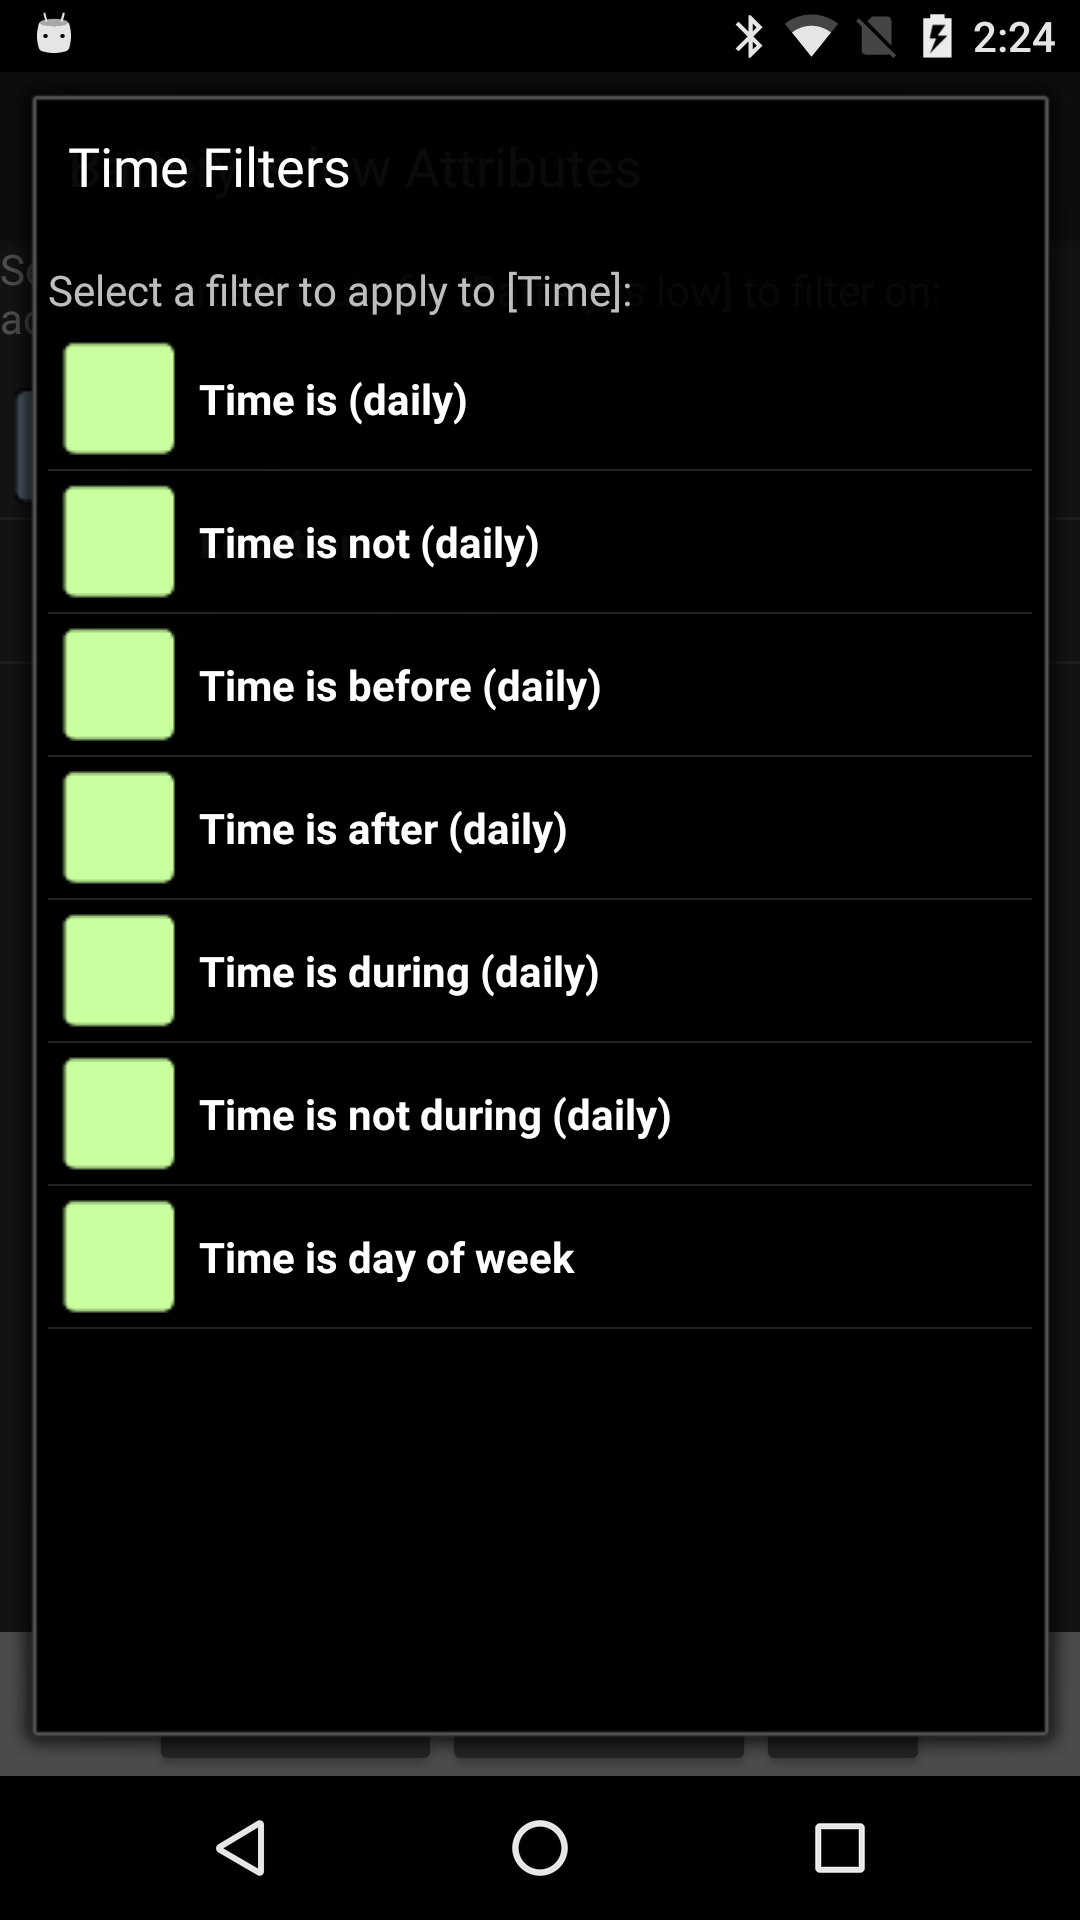 2:24
Time Filters
Select a filter to apply to [Time]:
Time is (daily)
Time is not (daily)
Time is before (daily)
Time is after (daily)
Time is during (daily)
Time is not during (daily)
Time is day of week